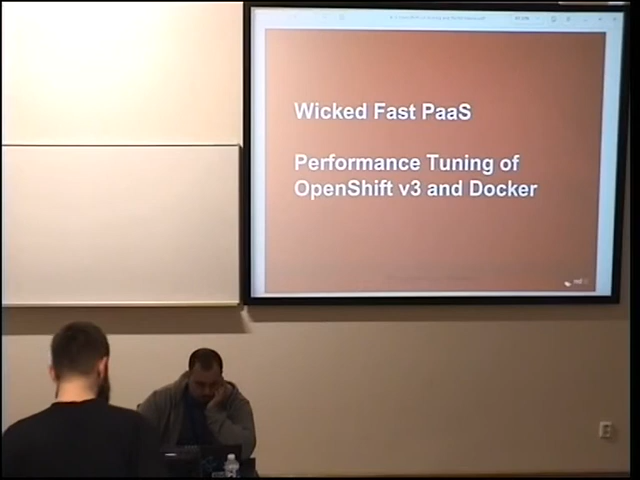 Wicked Fast PaaS
Performance Tuning of
OpenShift v3 and Docker